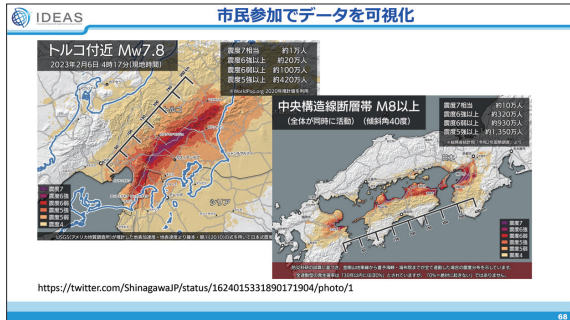 IDEAS
市民参加でデータを可視化
トルコ付近 Mw7.8
2023年2月6日 4時17分(現地時間)
震度7相当 約1万人
震度6強以上 約20万人
震度6弱以上 約100万人
震度5強以上 約420万人
トルコ
シリア
震度7
震度6強
震度6弱
震度5強
震度5弱
震度4
中央構造線断層帯 M8以上
(全体が同時に活動) (傾斜角40度)
震度7相当 約10万人
震度6強以上 約320万人
震度6弱以上 約930万人
震度5強以上 約1,350万人
震度7
震度6強
震度6弱
震度5強
震度5弱
震度4
https://twitter.com/ShinagawaJP/status/1624015331890171904/photo/1
68